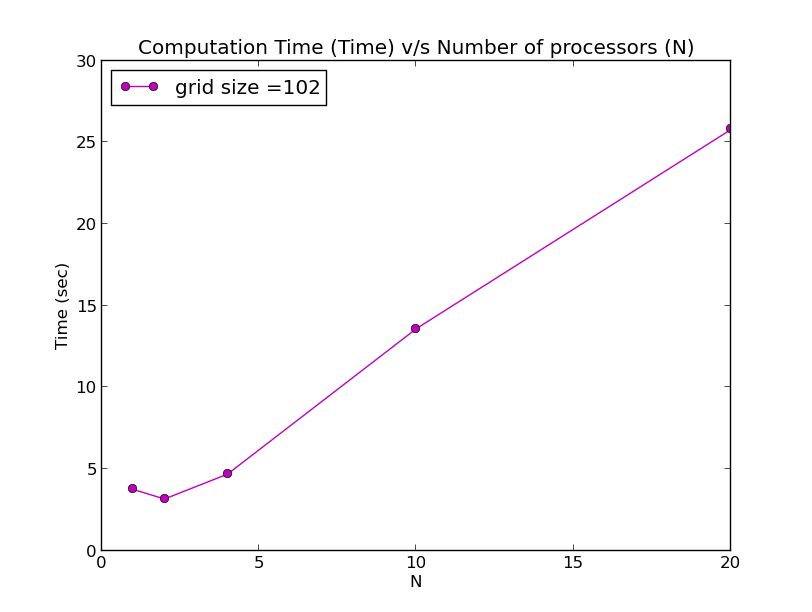 Computation Time (Time) v/s Number of processors (N)
grid size =102
30
25
20
15
10
5
0
Time (sec)
0 5 10 15 20
N